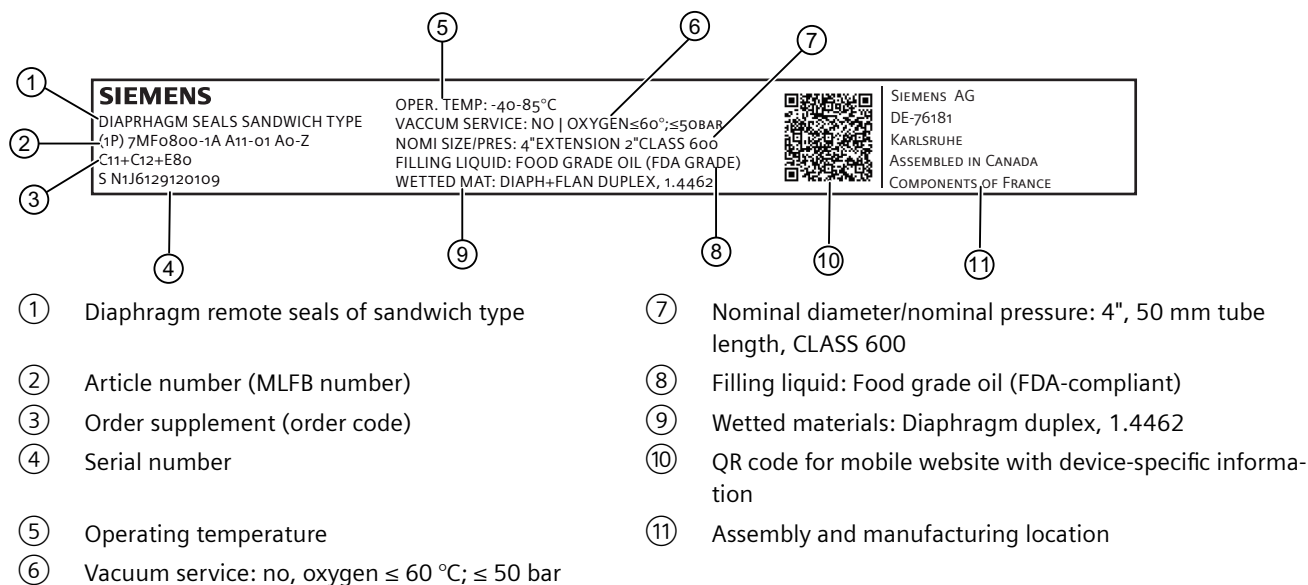 ⑤
⑥
⑦
①
SIEMENS
DIAPRHAGM SEALS SANDWICH TYPE
②
(1P) 7MF0800-1A A11-01 A0-Z
C11+C12+E80
③
S N1J6129120109
OPER. TEMP: -40-85°C
VACCUM SERVICE: NO | OXYGEN≤60°;≤50BAR
NOMI SIZE/PRES: 4"EXTENSION 2"CLASS 600
FILLING LIQUID: FOOD GRADE OIL (FDA GRADE)
WETTED MAT: DIAPH+FLAN DUPLEX, 1.4462
SIEMENS AG
DE-76181
KARLSRUHE
ASSEMBLED IN CANADA
COMPONENTS OF FRANCE
④
⑨
⑧
⑩
⑪
① Diaphragm remote seals of sandwich type
② Article number (MLFB number)
③ Order supplement (order code)
④ Serial number
⑤ Operating temperature
⑥ Vacuum service: no, oxygen ≤ 60 °C; ≤ 50 bar
⑦ Nominal diameter/nominal pressure: 4", 50 mm tube
length, CLASS 600
⑧ Filling liquid: Food grade oil (FDA-compliant)
⑨ Wetted materials: Diaphragm duplex, 1.4462
⑩ QR code for mobile website with device-specific informa-
tion
⑪ Assembly and manufacturing location